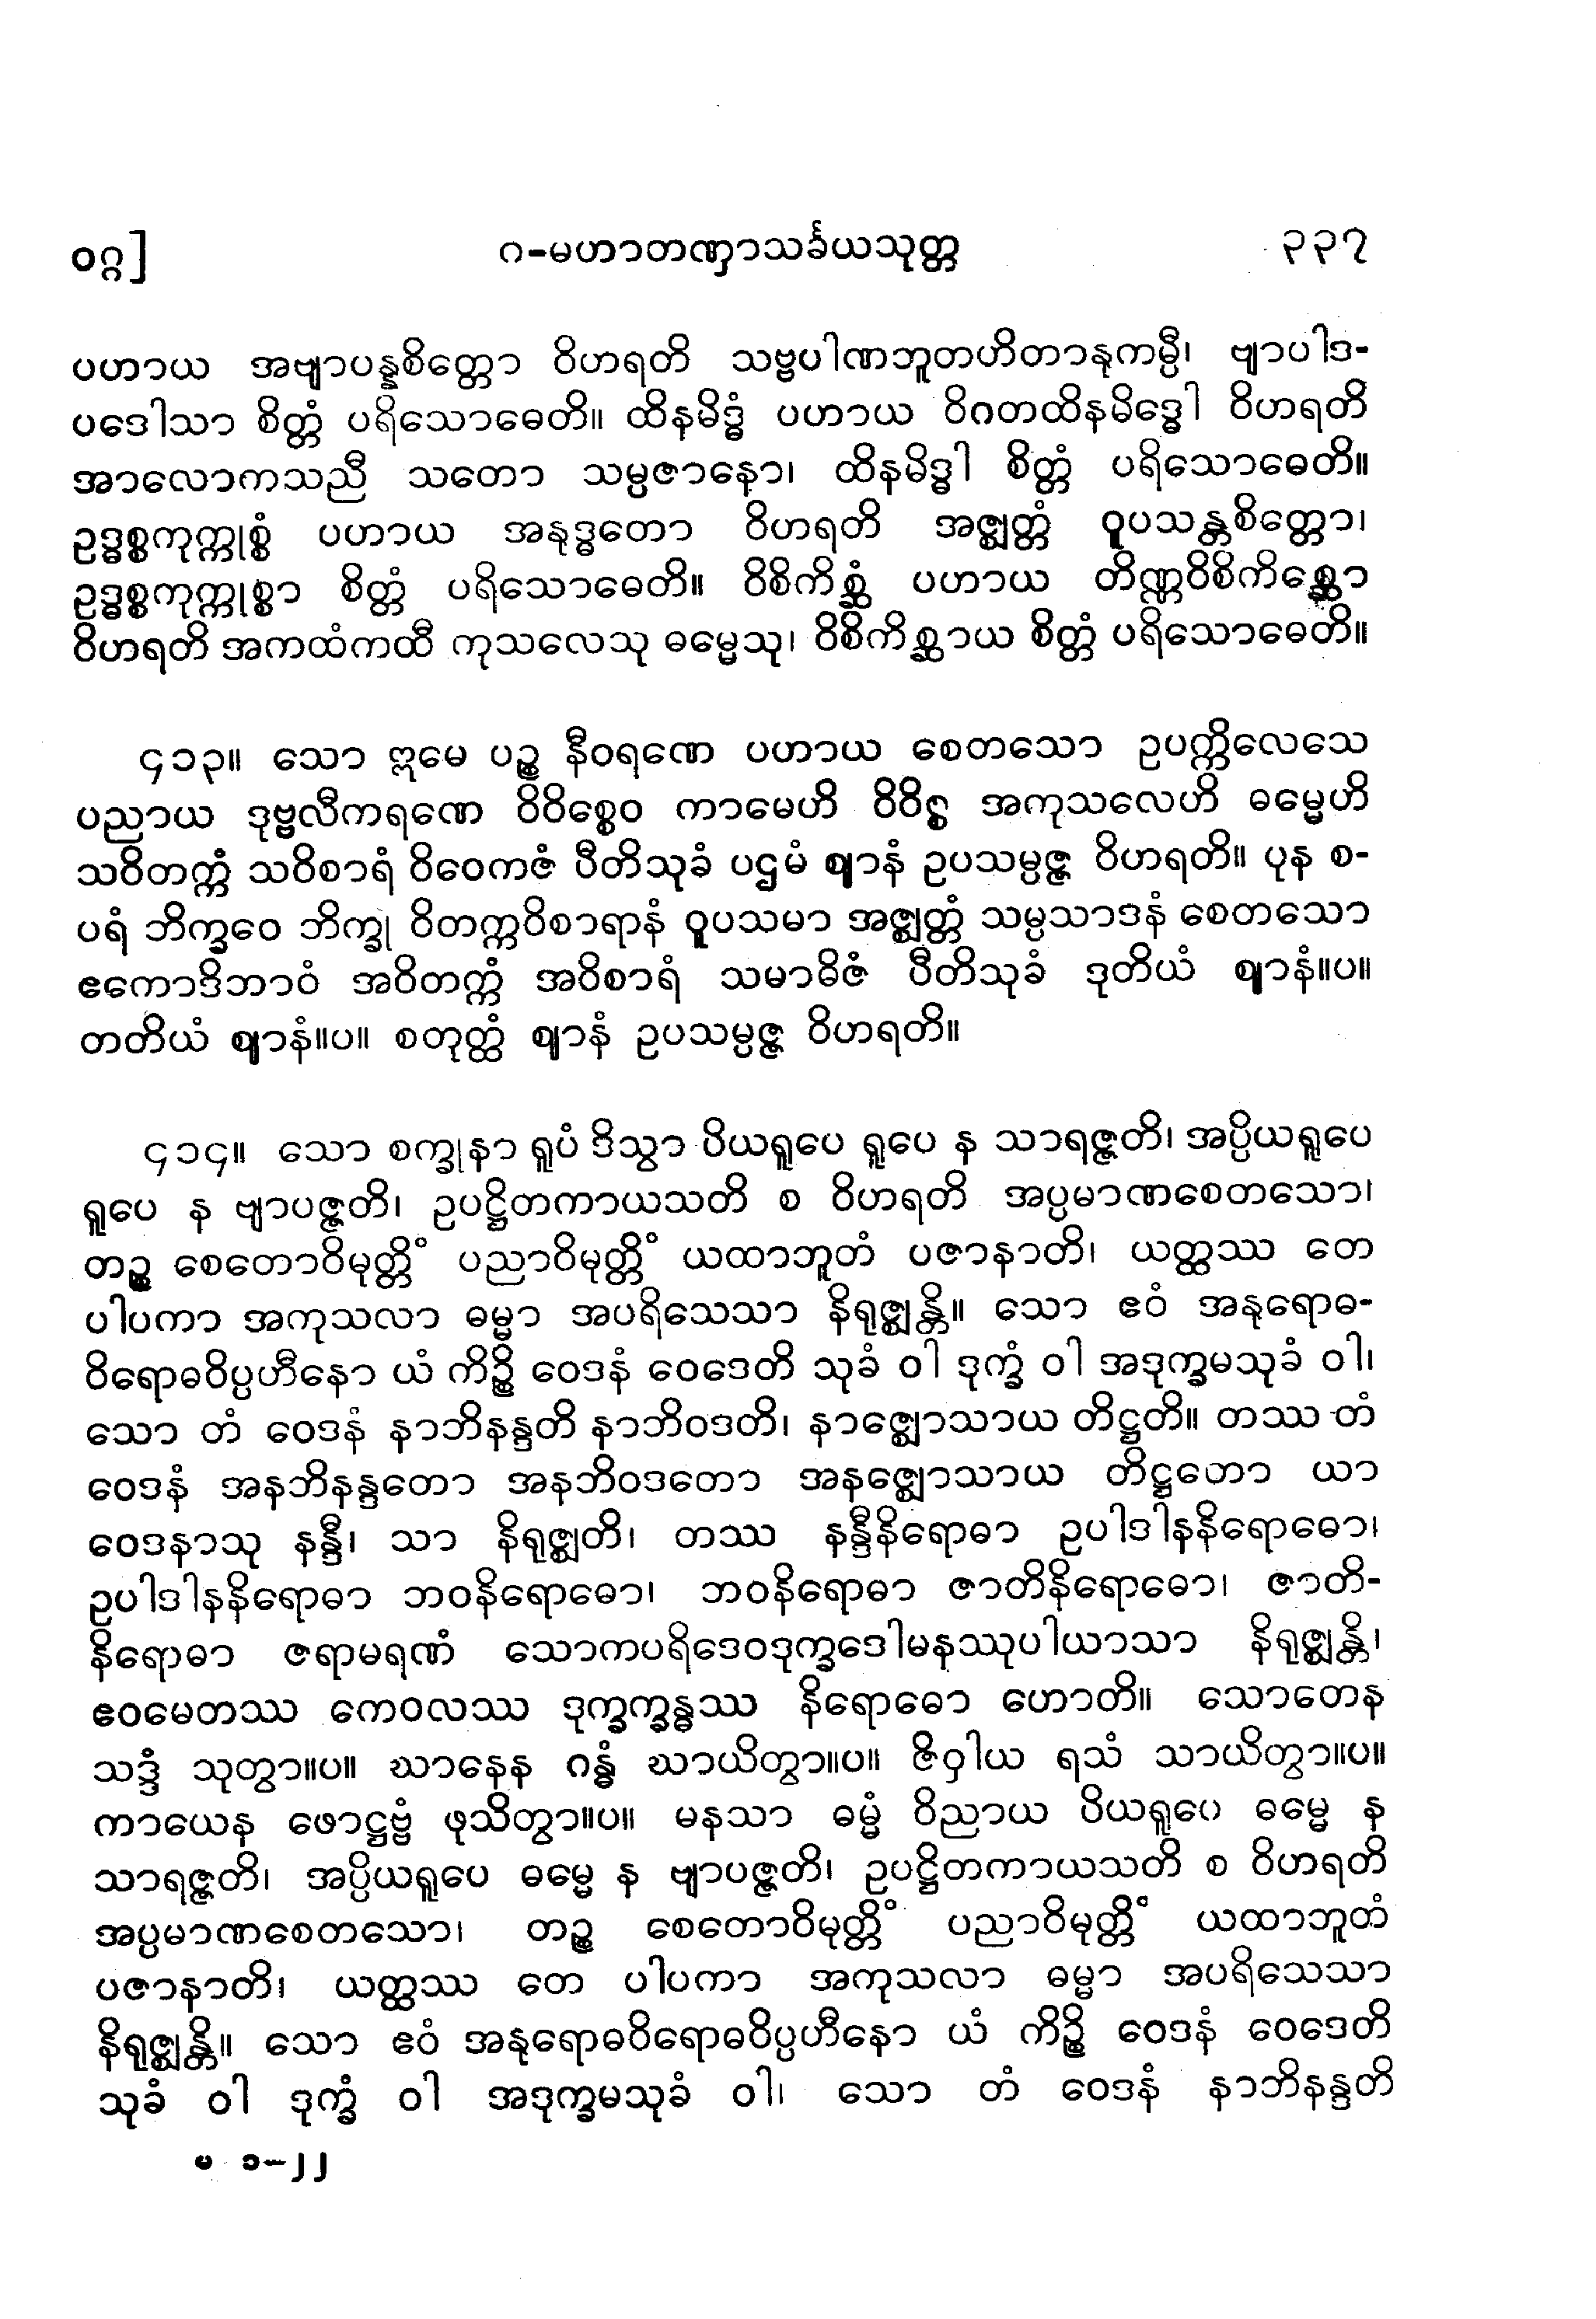 ဝဂ္ဂ]
ဂ-မဟာတဏှာသင်္ခယသုတ္တ
၃၃၇
ပဟာယ အဗျာပန္နစိတ္တော ဝိဟရတိ သဗ္ဗပါဏဘူတဟိတာနုကမ္ပီ၊ ဗျာပါဒ-
ပဒေါသာ စိတ္တံ ပရိသောဓေတိ။ ထိနမိဒ္ဓံ ပဟာယ ဝိဂတထိနမိဒ္ဓေါ ဝိဟရတိ
အာလောကသညီ သတော သမ္ပဇာနော၊ ထိနမိဒ္ဓါ စိတ္တံ ပရိသောဓေတိ။
ဥဒ္ဓစ္စကုက္ကုစ္စံ ပဟာယ အနုဒ္ဓတော ဝိဟရတိ အဇ္ဈတ္တံ ဝူပသန္တစိတ္တော၊
ဥဒ္ဓစ္စကုက္ကုစ္စာ စိတ္တံ ပရိသောဓေတိ။ ဝိစိကိစ္ဆံ ပဟာယ တိဏ္ဏဝိစိကိစ္ဆော
ဝိဟရတိ အကထံကထီ ကုသလေသု ဓမ္မေသု၊ ဝိစိကိစ္ဆာယ စိတ္တံ ပရိသောဓေတိ။
၄၁၃။ သော ဣမေ ပဉ္စ နီဝရဏေ ပဟာယ စေတသော ဥပက္ကိလေသေ
ပညာယ ဒုဗ္ဗလီကရဏေ ဝိဝိစ္စေဝ ကာမေဟိ ဝိဝိစ္စ အကုသလေဟိ ဓမ္မေဟိ
သဝိတက္ကံ သဝိစာရံ ဝိဝေကဇံ ပီတိသုခံ ပဌမံ ဈာနံ ဥပသမ္ပဇ္ဇ ဝိဟရတိ။ ပုန စ-
ပရံ ဘိက္ခဝေ ဘိက္ခု ဝိတက္ကဝိစာရာနံ ဝူပသမာ အဇ္ဈတ္တံ သမ္ပသာဒနံ စေတသော
ဧကောဒိဘာဝံ အဝိတက္ကံ အဝိစာရံ သမာဓိဇံ ပီတိသုခံ ဒုတိယံ ဈာနံ။ပ။
တတိယံ ဈာနံ။ပ။ စတုတ္ထံ ဈာနံ ဥပသမ္ပဇ္ဇ ဝိဟရတိ။
၄၁၄။ သော စက္ခုနာ ရူပံ ဒိသွာ ပိယရူပေ ရူပေ န သာရဇ္ဇတိ၊ အပ္ပိယရူပေ
ရူပေ န ဗျာပဇ္ဇတိ၊ ဥပဋ္ဌိတကာယသတိ စ ဝိဟရတိ အပ္ပမာဏစေတသော၊
တဉ္စ စေတောဝိမုတ္တိံ ပညာဝိမုတ္တိံ ယထာဘူတံ ပဇာနာတိ၊ ယတ္ထဿ တေ
ပါပကာ အကုသလာ ဓမ္မာ အပရိသေသာ နိရုဇ္ဈန္တိ။ သော ဧဝံ အနုရောဓ-
ဝိရောဓဝိပ္ပဟီနော ယံ ကိဉ္စိ ဝေဒနံ ဝေဒေတိ သုခံ ဝါ ဒုက္ခံ ဝါ အဒုက္ခမသုခံ ဝါ၊
သော တံ ဝေဒနံ နာဘိနန္ဒတိ နာဘိဝဒတိ၊ နာဇ္ဈောသာယ တိဋ္ဌတိ။ တဿ တံ
ဝေဒနံ အနဘိနန္ဒတော အနဘိဝဒတော အနဇ္ဈောသာယ တိဋ္ဌတော ယာ
ဝေဒနာသု နန္ဒီ၊ သာ နိရုဇ္ဈတိ၊ တဿ နန္ဒီနိရောဓာ ဥပါဒါနနိရောဓော၊
ဥပါဒါနနိရောဓာ ဘဝနိရောဓော၊ ဘဝနိရောဓာ ဇာတိနိရောဓော၊ ဇာတိ-
နိရောဓာ ဇရာမရဏံ သောကပရိဒေဝဒုက္ခဒေါမနဿုပါယာသာ နိရုဇ္ဈန္တိ၊
ဧဝမေတဿ ကေဝလဿ ဒုက္ခက္ခန္ဓဿ နိရောဓော ဟောတိ။ သောတေန
သဒ္ဒံ သုတွာ။ပ။ ဃာနေန ဂန္ဓံ ဃာယိတွာ။ပ။ ဇိဝှါယ ရသံ သာယိတွာ။ပ။
ကာယေန ဖောဋ္ဌဗ္ဗံ ဖုသိတွာ။ပ။ မနသာ ဓမ္မံ ဝိညာယ ပိယရူပေ ဓမ္မေ န
သာရဇ္ဇတိ၊ အပ္ပိယရူပေ ဓမ္မေ န ဗျာပဇ္ဇတိ၊ ဥပဋ္ဌိတကာယသတိ စ ဝိဟရတိ
အပ္ပမာဏစေတသော၊ တဉ္စ စေတောဝိမုတ္တိံ ပညာဝိမုတ္တိံ ယထာဘူတံ
ပဇာနာတိ၊ ယတ္ထဿ တေ ပါပကာ အကုသလာ ဓမ္မာ အပရိသေသာ
နိရုဇ္ဈန္တိ။ သော ဧဝံ အနုရောဓဝိရောဓဝိပ္ပဟီနော ယံ ကိဉ္စိ ဝေဒနံ ဝေဒေတိ
သုခံ ဝါ ဒုက္ခံ ဝါ အဒုက္ခမသုခံ ဝါ၊ သော တံ ဝေဒနံ နာဘိနန္ဒတိ
မ ၁-၂၂